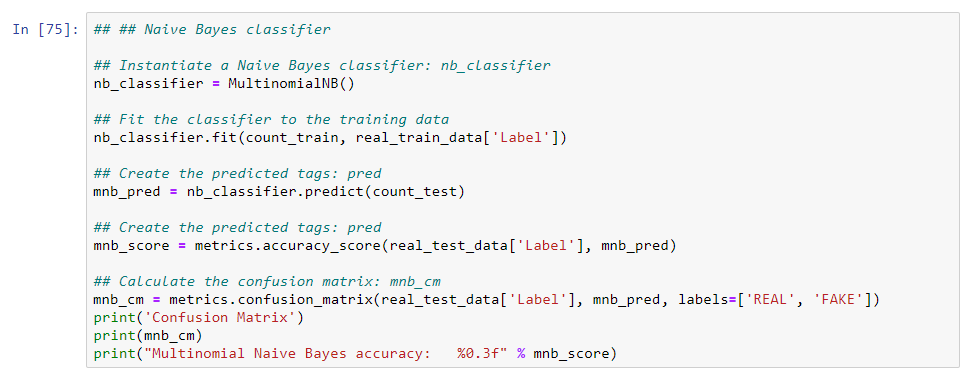 In [75]: ## ## Naive Bayes classifier
## Instantiate a Naive Bayes classifier: nb_classifier
nb_classifier = MultinomialNB()
## Fit the classifier to the training data
nb_classifier.fit(count_train, real_train_data['Label'])
## Create the predicted tags: pred
mnb_pred = nb_classifier.predict(count_test)
## Create the predicted tags: pred
mnb_score = metrics.accuracy_score(real_test_data['Label'], mnb_pred)
## Calculate the confusion matrix: mnb_cm
mnb_cm = metrics.confusion_matrix(real_test_data['Label'], mnb_pred, labels=['REAL', 'FAKE'])
print('Confusion Matrix')
print(mnb_cm)
print("Multinomial Naive Bayes accuracy:   %0.3f" % mnb_score)